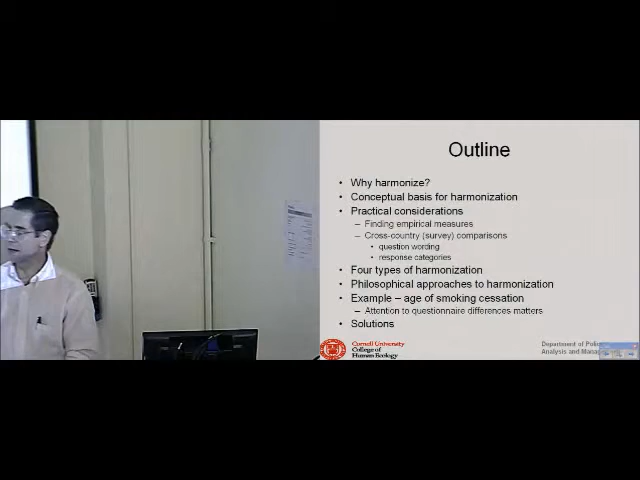 Outline
• Why harmonize?
• Conceptual basis for harmonization
• Practical considerations
– Finding empirical measures
– Cross-country (survey) comparisons
• question wording
• response categories
• Four types of harmonization
• Philosophical approaches to harmonization
• Example – age of smoking cessation
– Attention to questionnaire differences matters
• Solutions
Cornell University
College of
Human Ecology
Department of
Analysis and